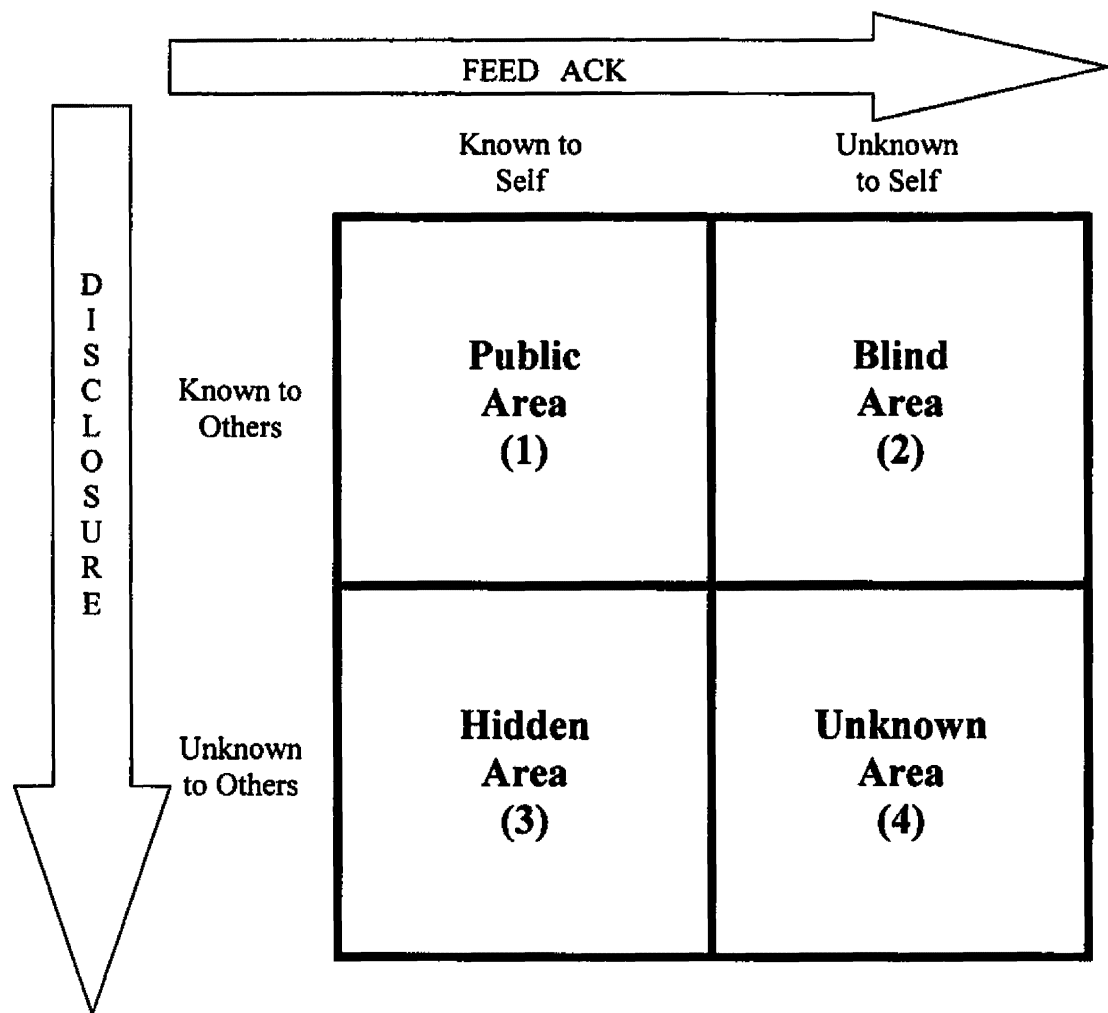 FEED ACK
Known to
Self
Unknown
to Self
DISCLOSURE
Known to
Others
Public
Area
(1)
Blind
Area
(2)
Unknown
to Others
Hidden
Area
(3)
Unknown
Area
(4)